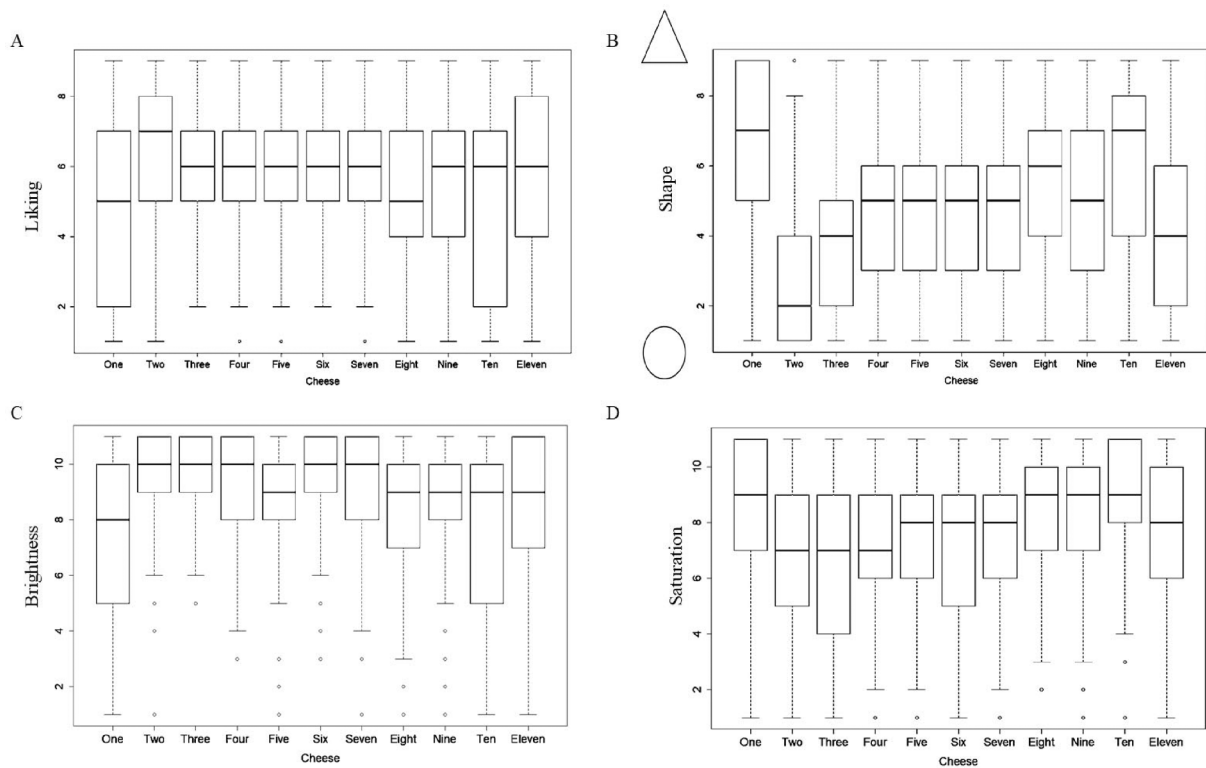 A
Liking
2 4 6 8
One Two Three Four Five Six Seven Eight Nine Ten Eleven
Cheese
B
Shape
2 4 6 8
One Two Three Four Five Six Seven Eight Nine Ten Eleven
Cheese
C
Brightness
2 4 6 8 10
One Two Three Four Five Six Seven Eight Nine Ten Eleven
Cheese
D
Saturation
2 4 6 8 10
One Two Three Four Five Six Seven Eight Nine Ten Eleven
Cheese